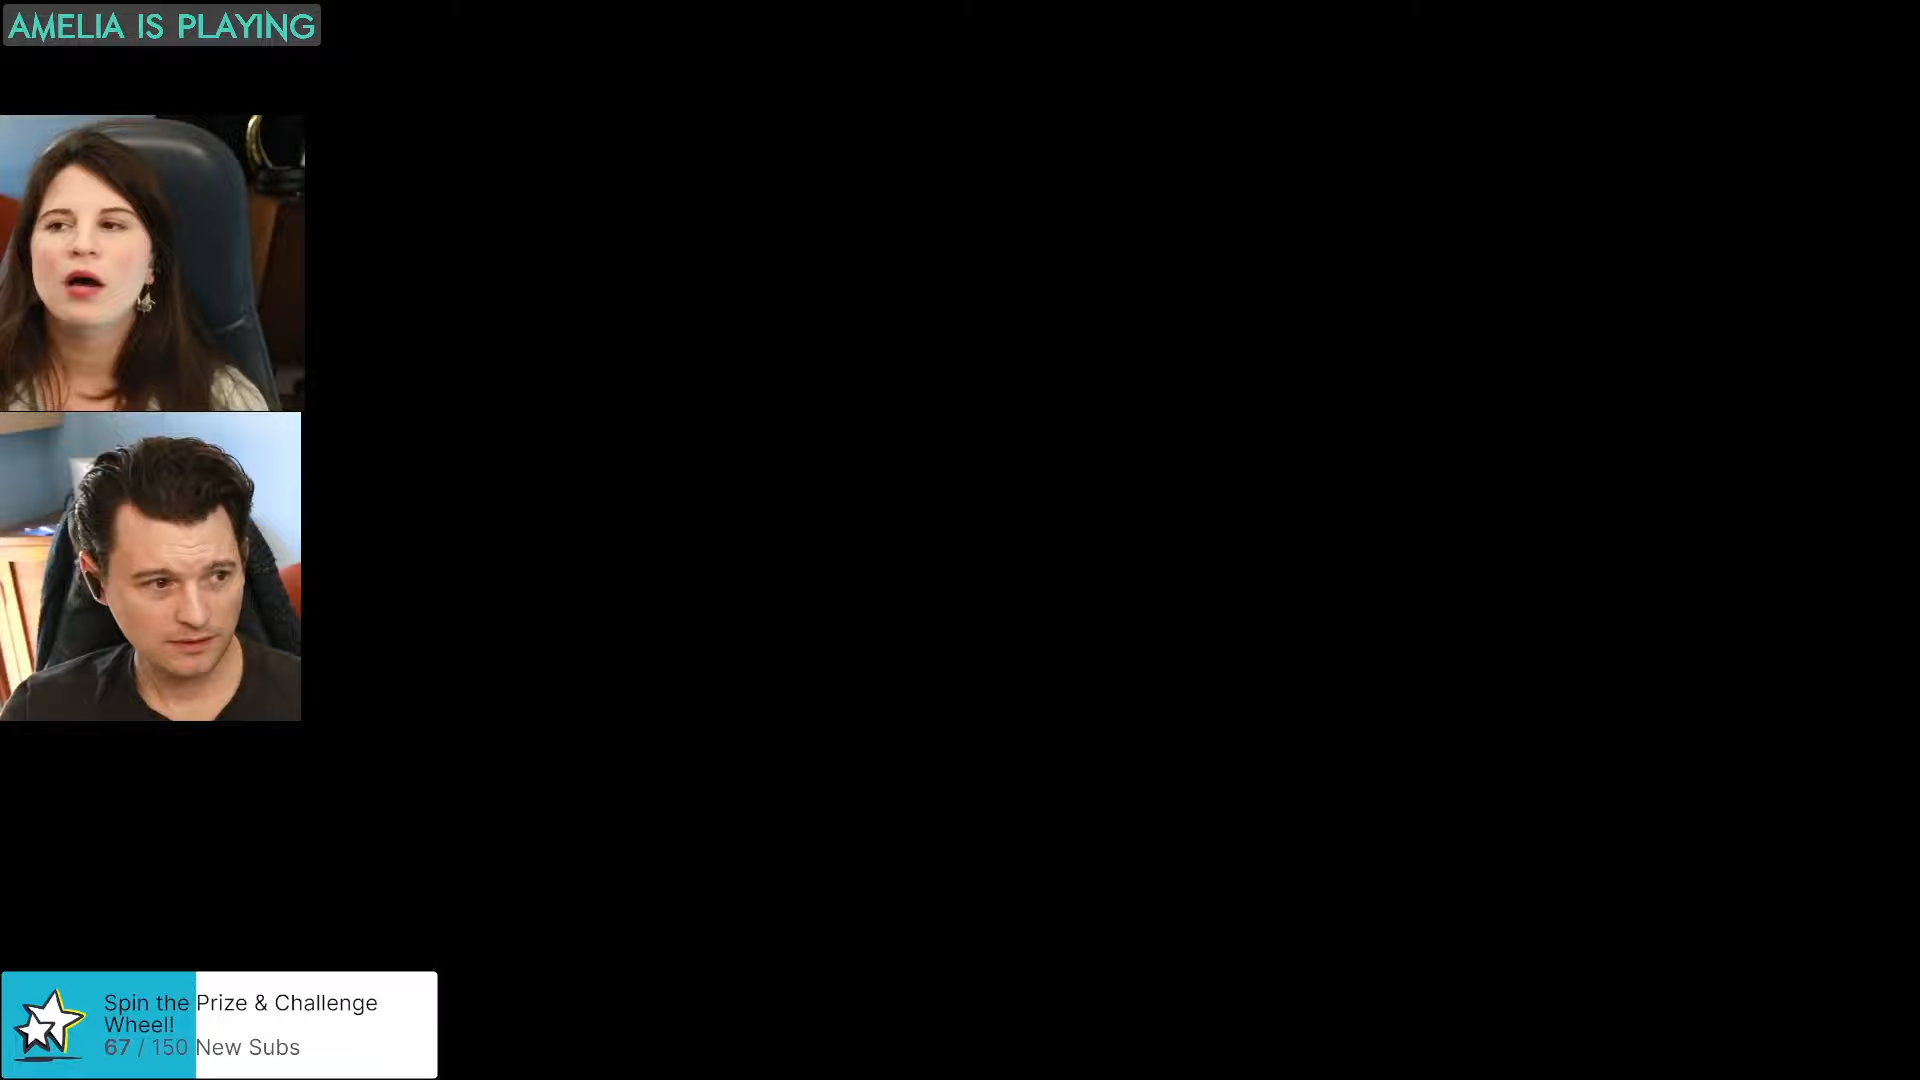 AMELIA IS PLAYING
Spin the Prize & Challenge
Wheel!
67 / 150 New Subs